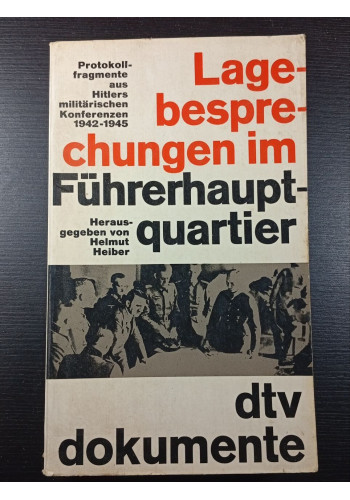 Protokoll-
fragmente
aus
Hitlers
militärischen
Konferenzen
1942-1945
Lage-
bespre-
chungen im
Führerhaupt-
quartier
Heraus-
gegeben von
Helmut
Heiber
dtv
dokumente